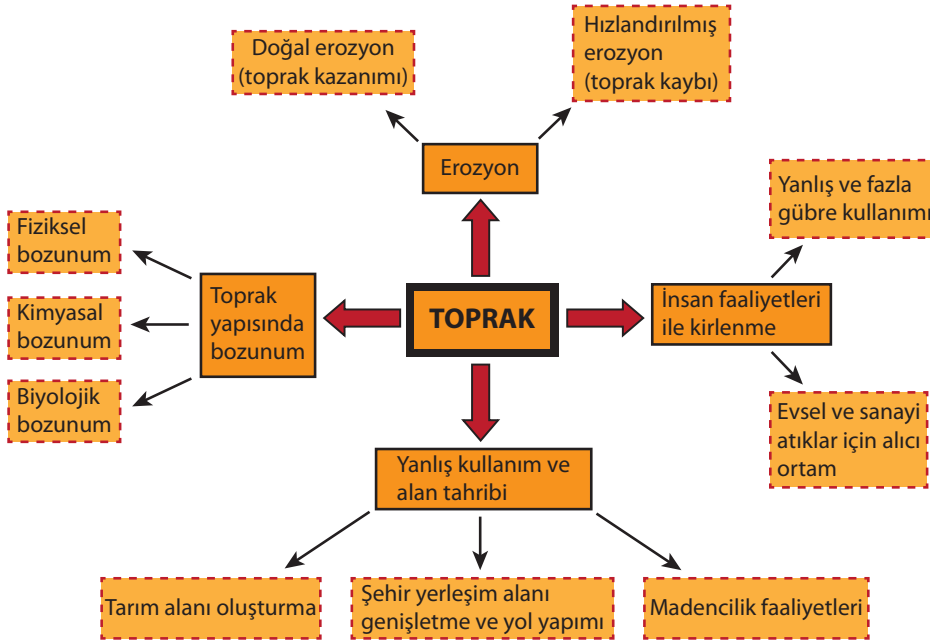 Doğal erozyon
(toprak kazanımı)
Hızlandırılmış
erozyon
(toprak kaybı)
Erozyon
Yanlış ve fazla
gübre kullanımı
Fiziksel
bozunum
Kimyasal
bozunum
Biyolojik
bozunum
Toprak
yapısında
bozunum
TOPRAK
İnsan faaliyetleri
ile kirlenme
Evsel ve sanayi
atıklar için alıcı
ortam
Yanlış kullanım ve
alan tahribi
Tarım alanı oluşturma
Şehir yerleşim alanı
genişletme ve yol yapımı
Madencilik faaliyetleri